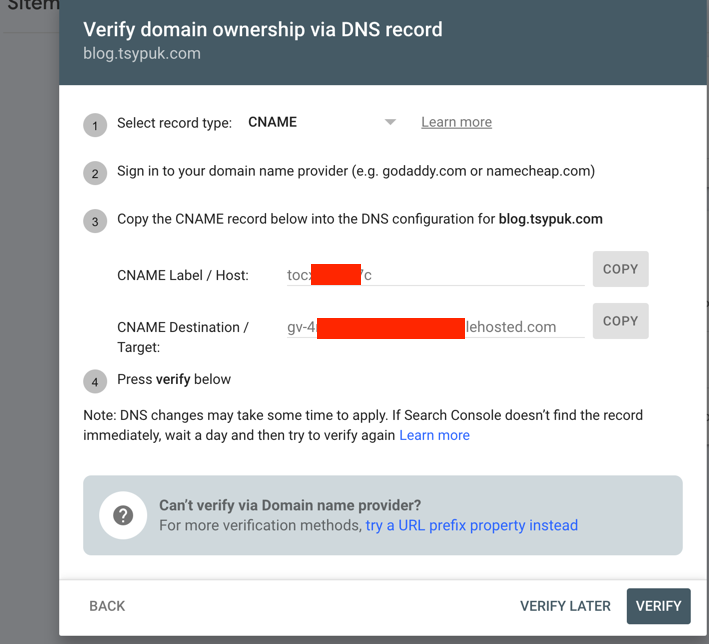 Verify domain ownership via DNS record
blog.tsypuk.com
1 Select record type: CNAME Learn more
2 Sign in to your domain name provider (e.g. godaddy.com or namecheap.com)
3 Copy the CNAME record below into the DNS configuration for blog.tsypuk.com
CNAME Label / Host: toc c COPY
CNAME Destination /
Target: gv-4 lehosted.com COPY
4 Press verify below
Note: DNS changes may take some time to apply. If Search Console doesn't find the record
immediately, wait a day and then try to verify again Learn more
? Can't verify via Domain name provider?
For more verification methods, try a URL prefix property instead
BACK VERIFY LATER VERIFY